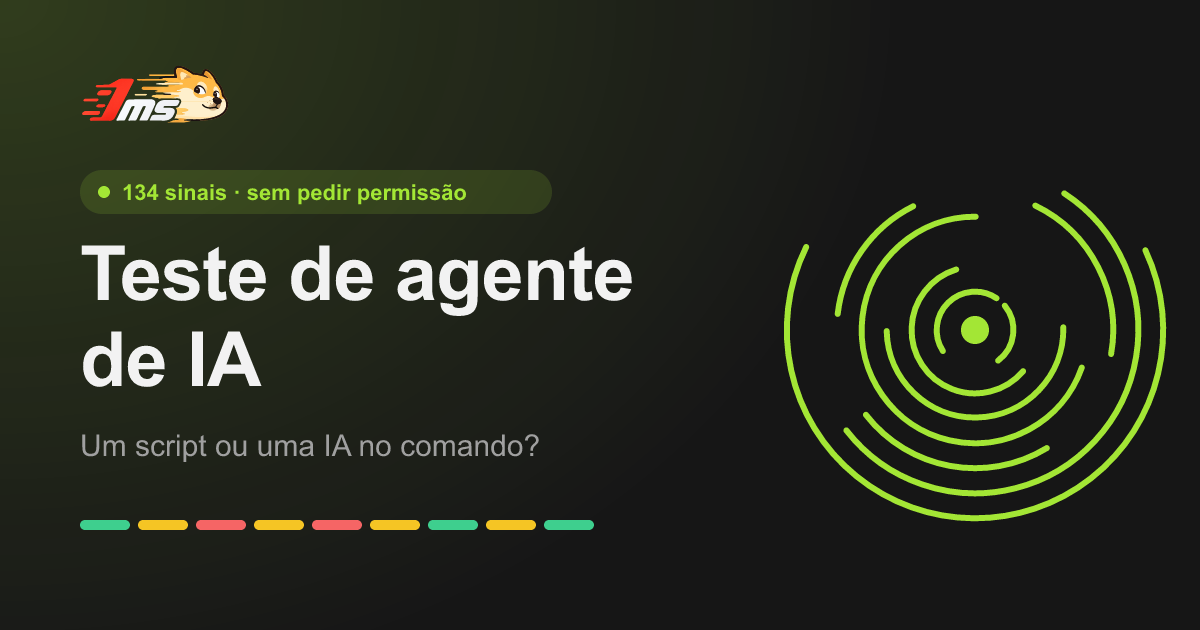 1ms
134 sinais · sem pedir permissão
Teste de agente
de IA
Um script ou uma IA no comando?